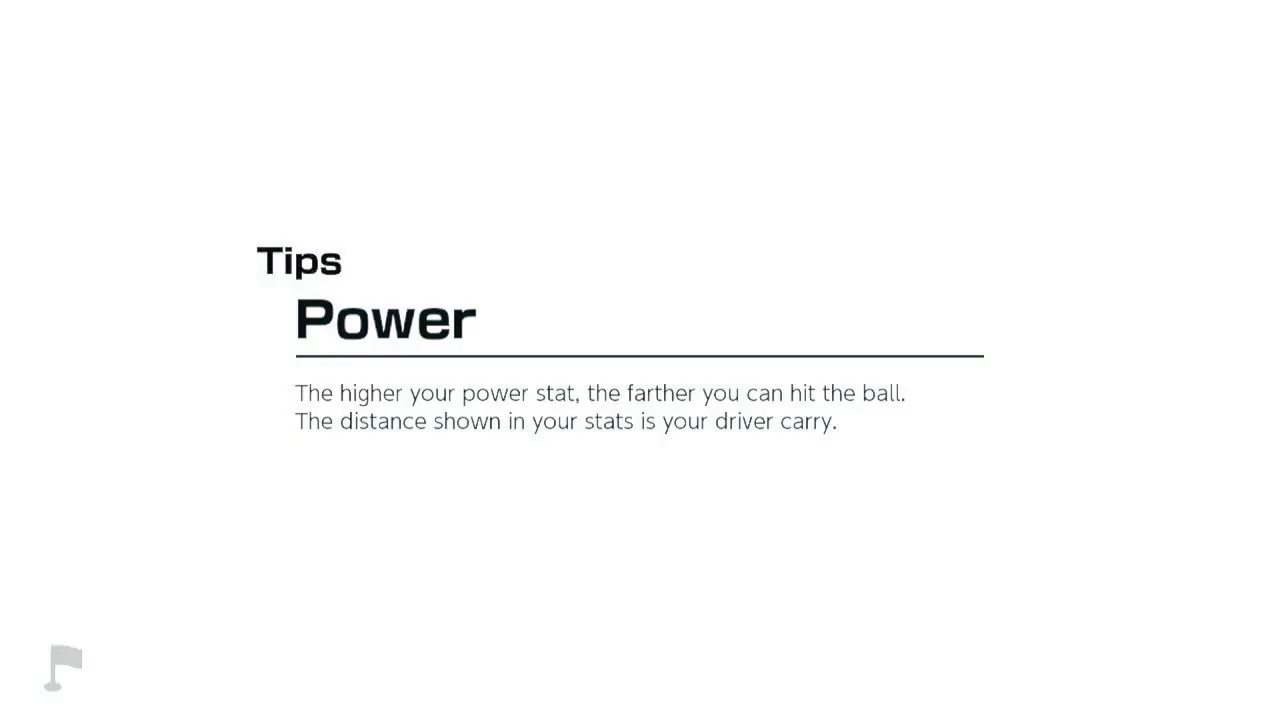 Tips
Power
The higher your power stat, the farther you can hit the ball.
The distance shown in your stats is your driver carry.